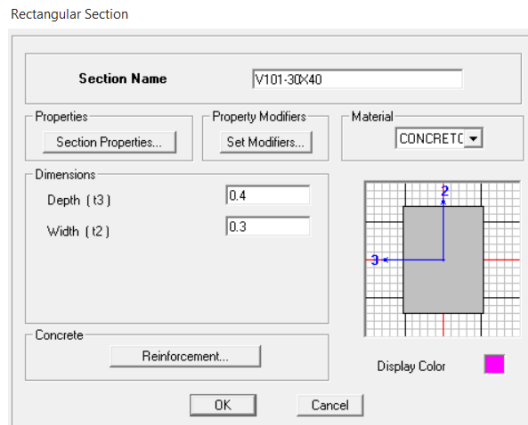 Rectangular Section
Section Name V101-30X40
Properties Property Modifiers Material
Section Properties... Set Modifiers... CONCRETC
Dimensions
Depth ( t3 ) 0.4
Width ( t2 ) 0.3
2
3
Concrete
Reinforcement...
Display Color
OK Cancel